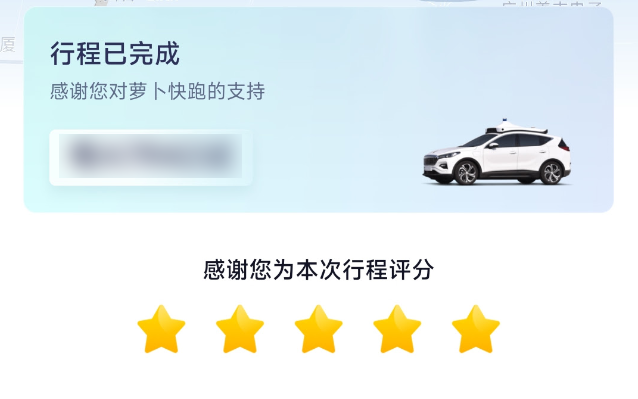 厦
行程已完成
感谢您对萝卜快跑的支持
感谢您为本次行程评分